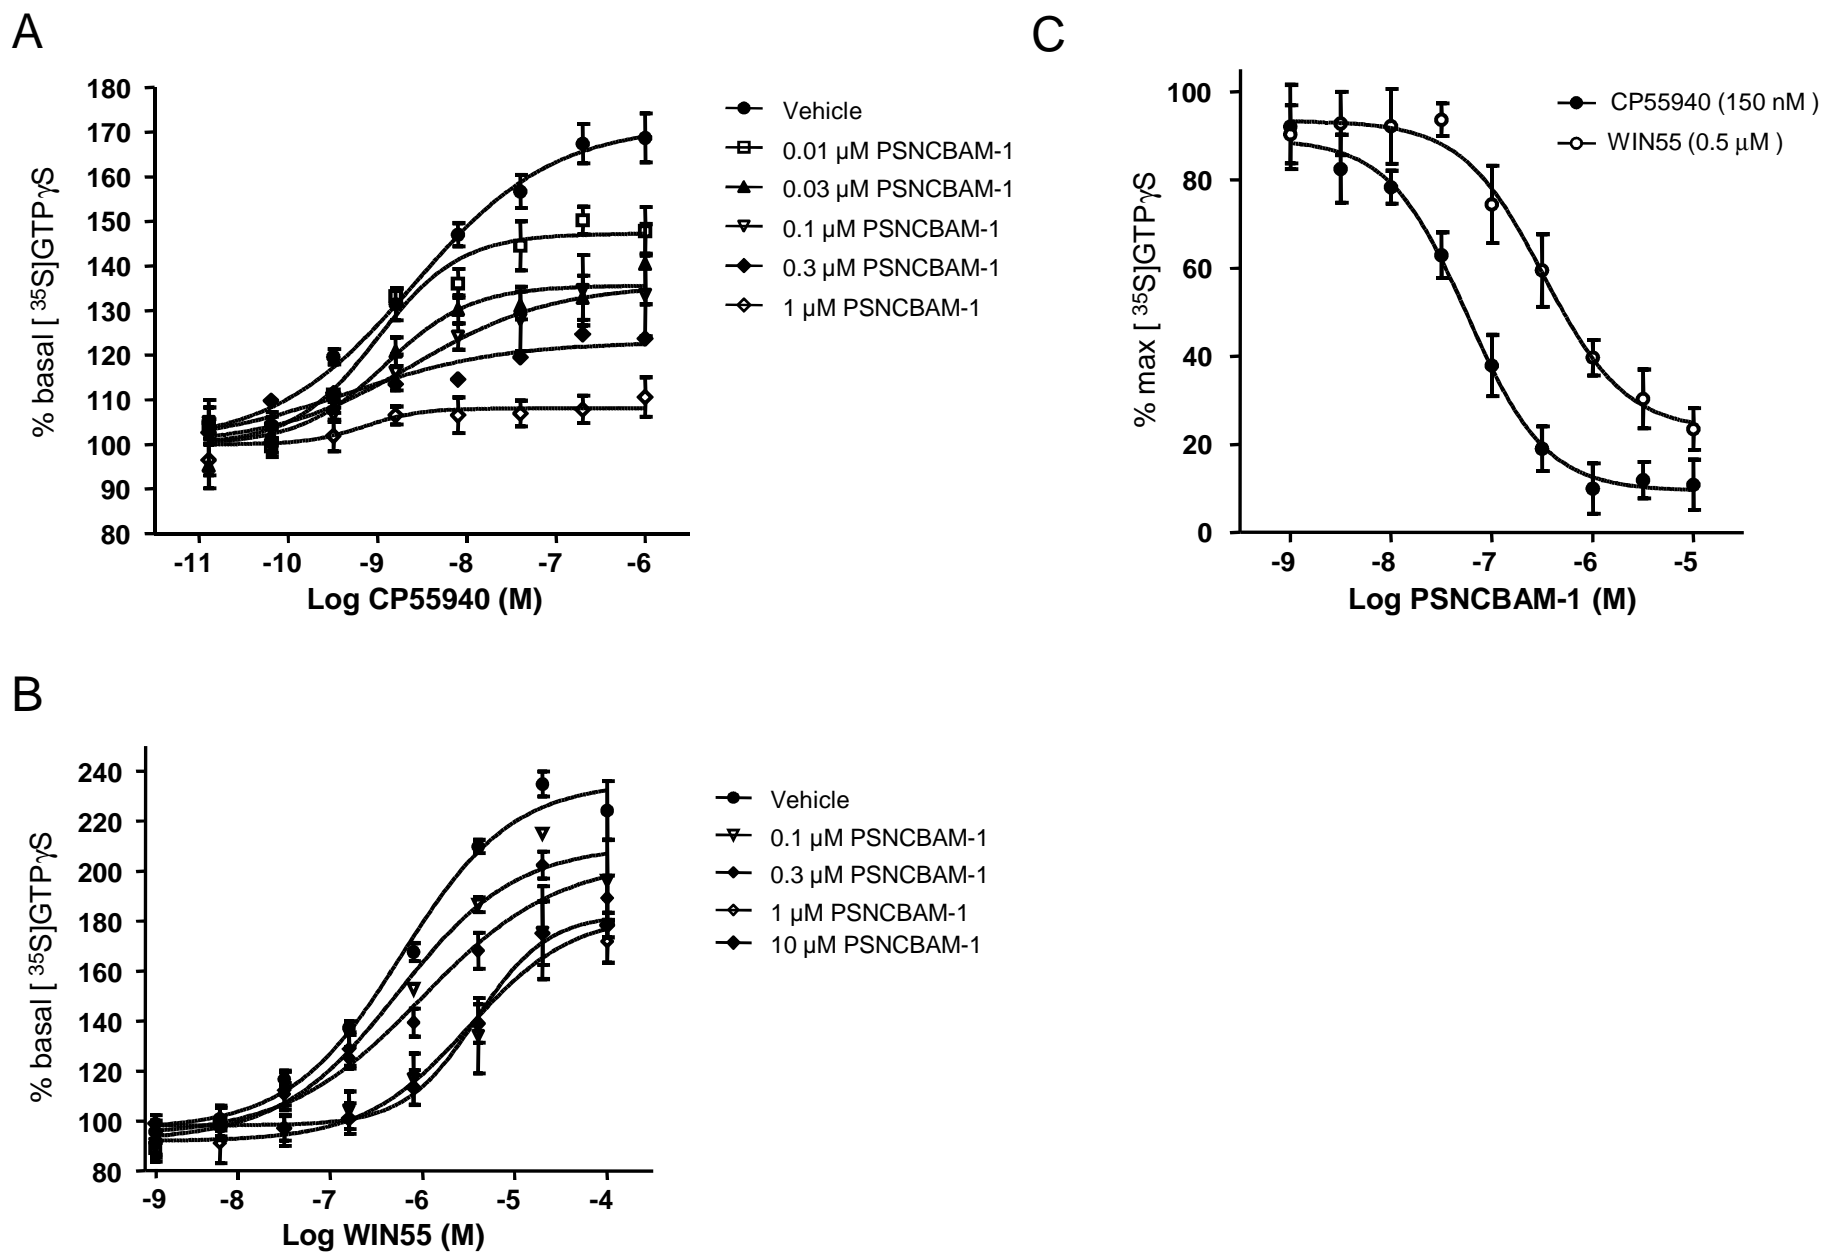 A
180
170
160
150
140
130
120
110
100
90
80
% basal [ ³⁵S]GTPγS
-11 -10 -9 -8 -7 -6
Log CP55940 (M)
Vehicle
0.01 µM PSNCBAM-1
0.03 µM PSNCBAM-1
0.1 µM PSNCBAM-1
0.3 µM PSNCBAM-1
1 µM PSNCBAM-1
C
100
80
60
40
20
0
% max [ ³⁵S]GTPγS
-9 -8 -7 -6 -5
Log PSNCBAM-1 (M)
CP55940 (150 nM )
WIN55 (0.5 µM )
B
240
220
200
180
160
140
120
100
80
% basal [ ³⁵S]GTPγS
-9 -8 -7 -6 -5 -4
Log WIN55 (M)
Vehicle
0.1 µM PSNCBAM-1
0.3 µM PSNCBAM-1
1 µM PSNCBAM-1
10 µM PSNCBAM-1